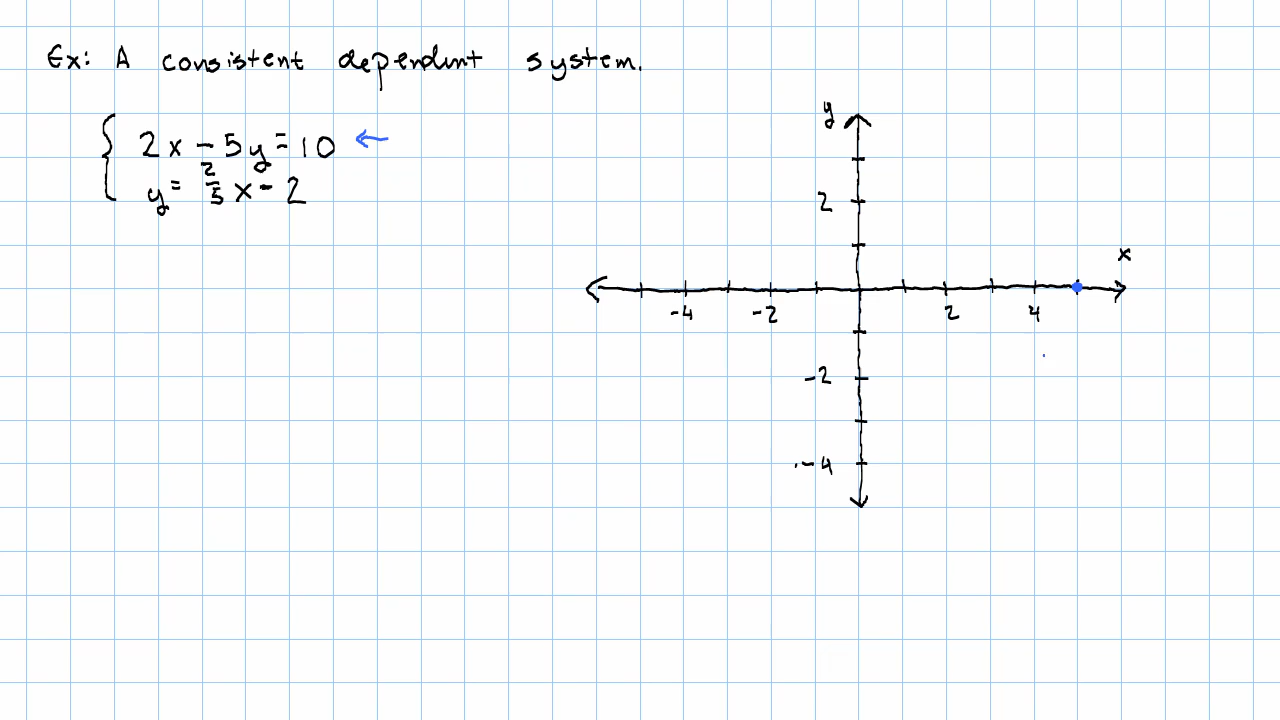 Ex: A consistent dependent system.
2x - 5y = 10 ←
y = 2/5 x - 2
y
2
x
-4 -2 2 4
-2
-4